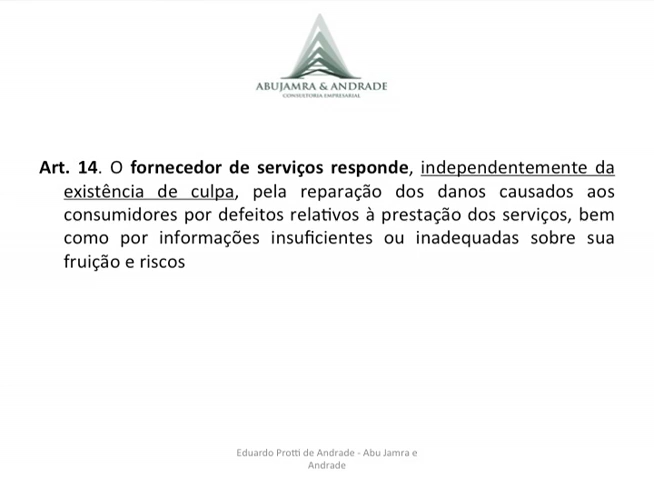 ABUJAMRA & ANDRADE
CONSULTORIA EMPRESARIAL
Art. 14. O fornecedor de serviços responde, independentemente da
existência de culpa, pela reparação dos danos causados aos
consumidores por defeitos relativos à prestação dos serviços, bem
como por informações insuficientes ou inadequadas sobre sua
fruição e riscos
Eduardo Protti de Andrade - Abu Jamra e
Andrade